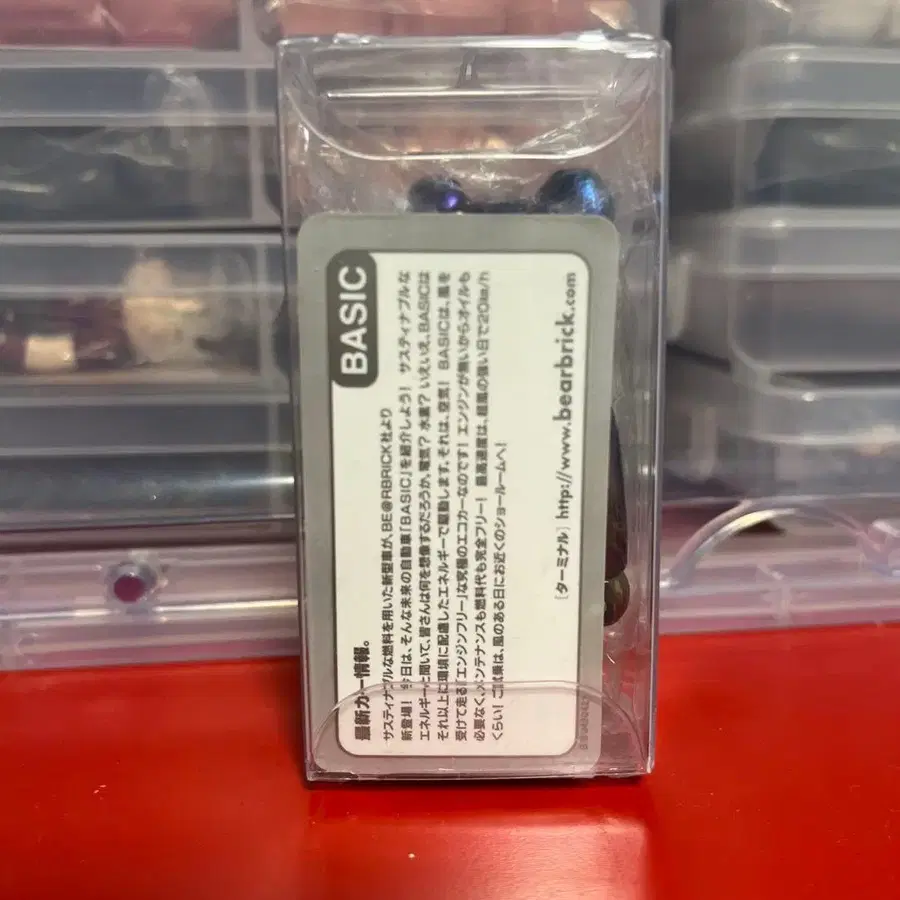 BASIC
最新カー情報。
サスティナブルな燃料を用いた新型車が、BE@RBRICK社より
新登場! 今日は、そんな未来の自動車「BASIC」を紹介しよう! サスティナブルな
エネルギーと聞いて、皆さんは何を想像するだろうか、電気? 水素? いえいえ、BASICは
それ以上に環境に配慮したエネルギーで駆動します。それは、空気! BASICは、風を
受けて走る「エンジンフリー」な究極のエコカーなのです! エンジンが無いからオイルも
必要なく、メンテナンスも燃料代も完全フリー! 最高速度は、超風の強い日で20km/h
くらい! ご試乗は、風のある日にお近くのショールームへ!
[ターミナル] http://www.bearbrick.com